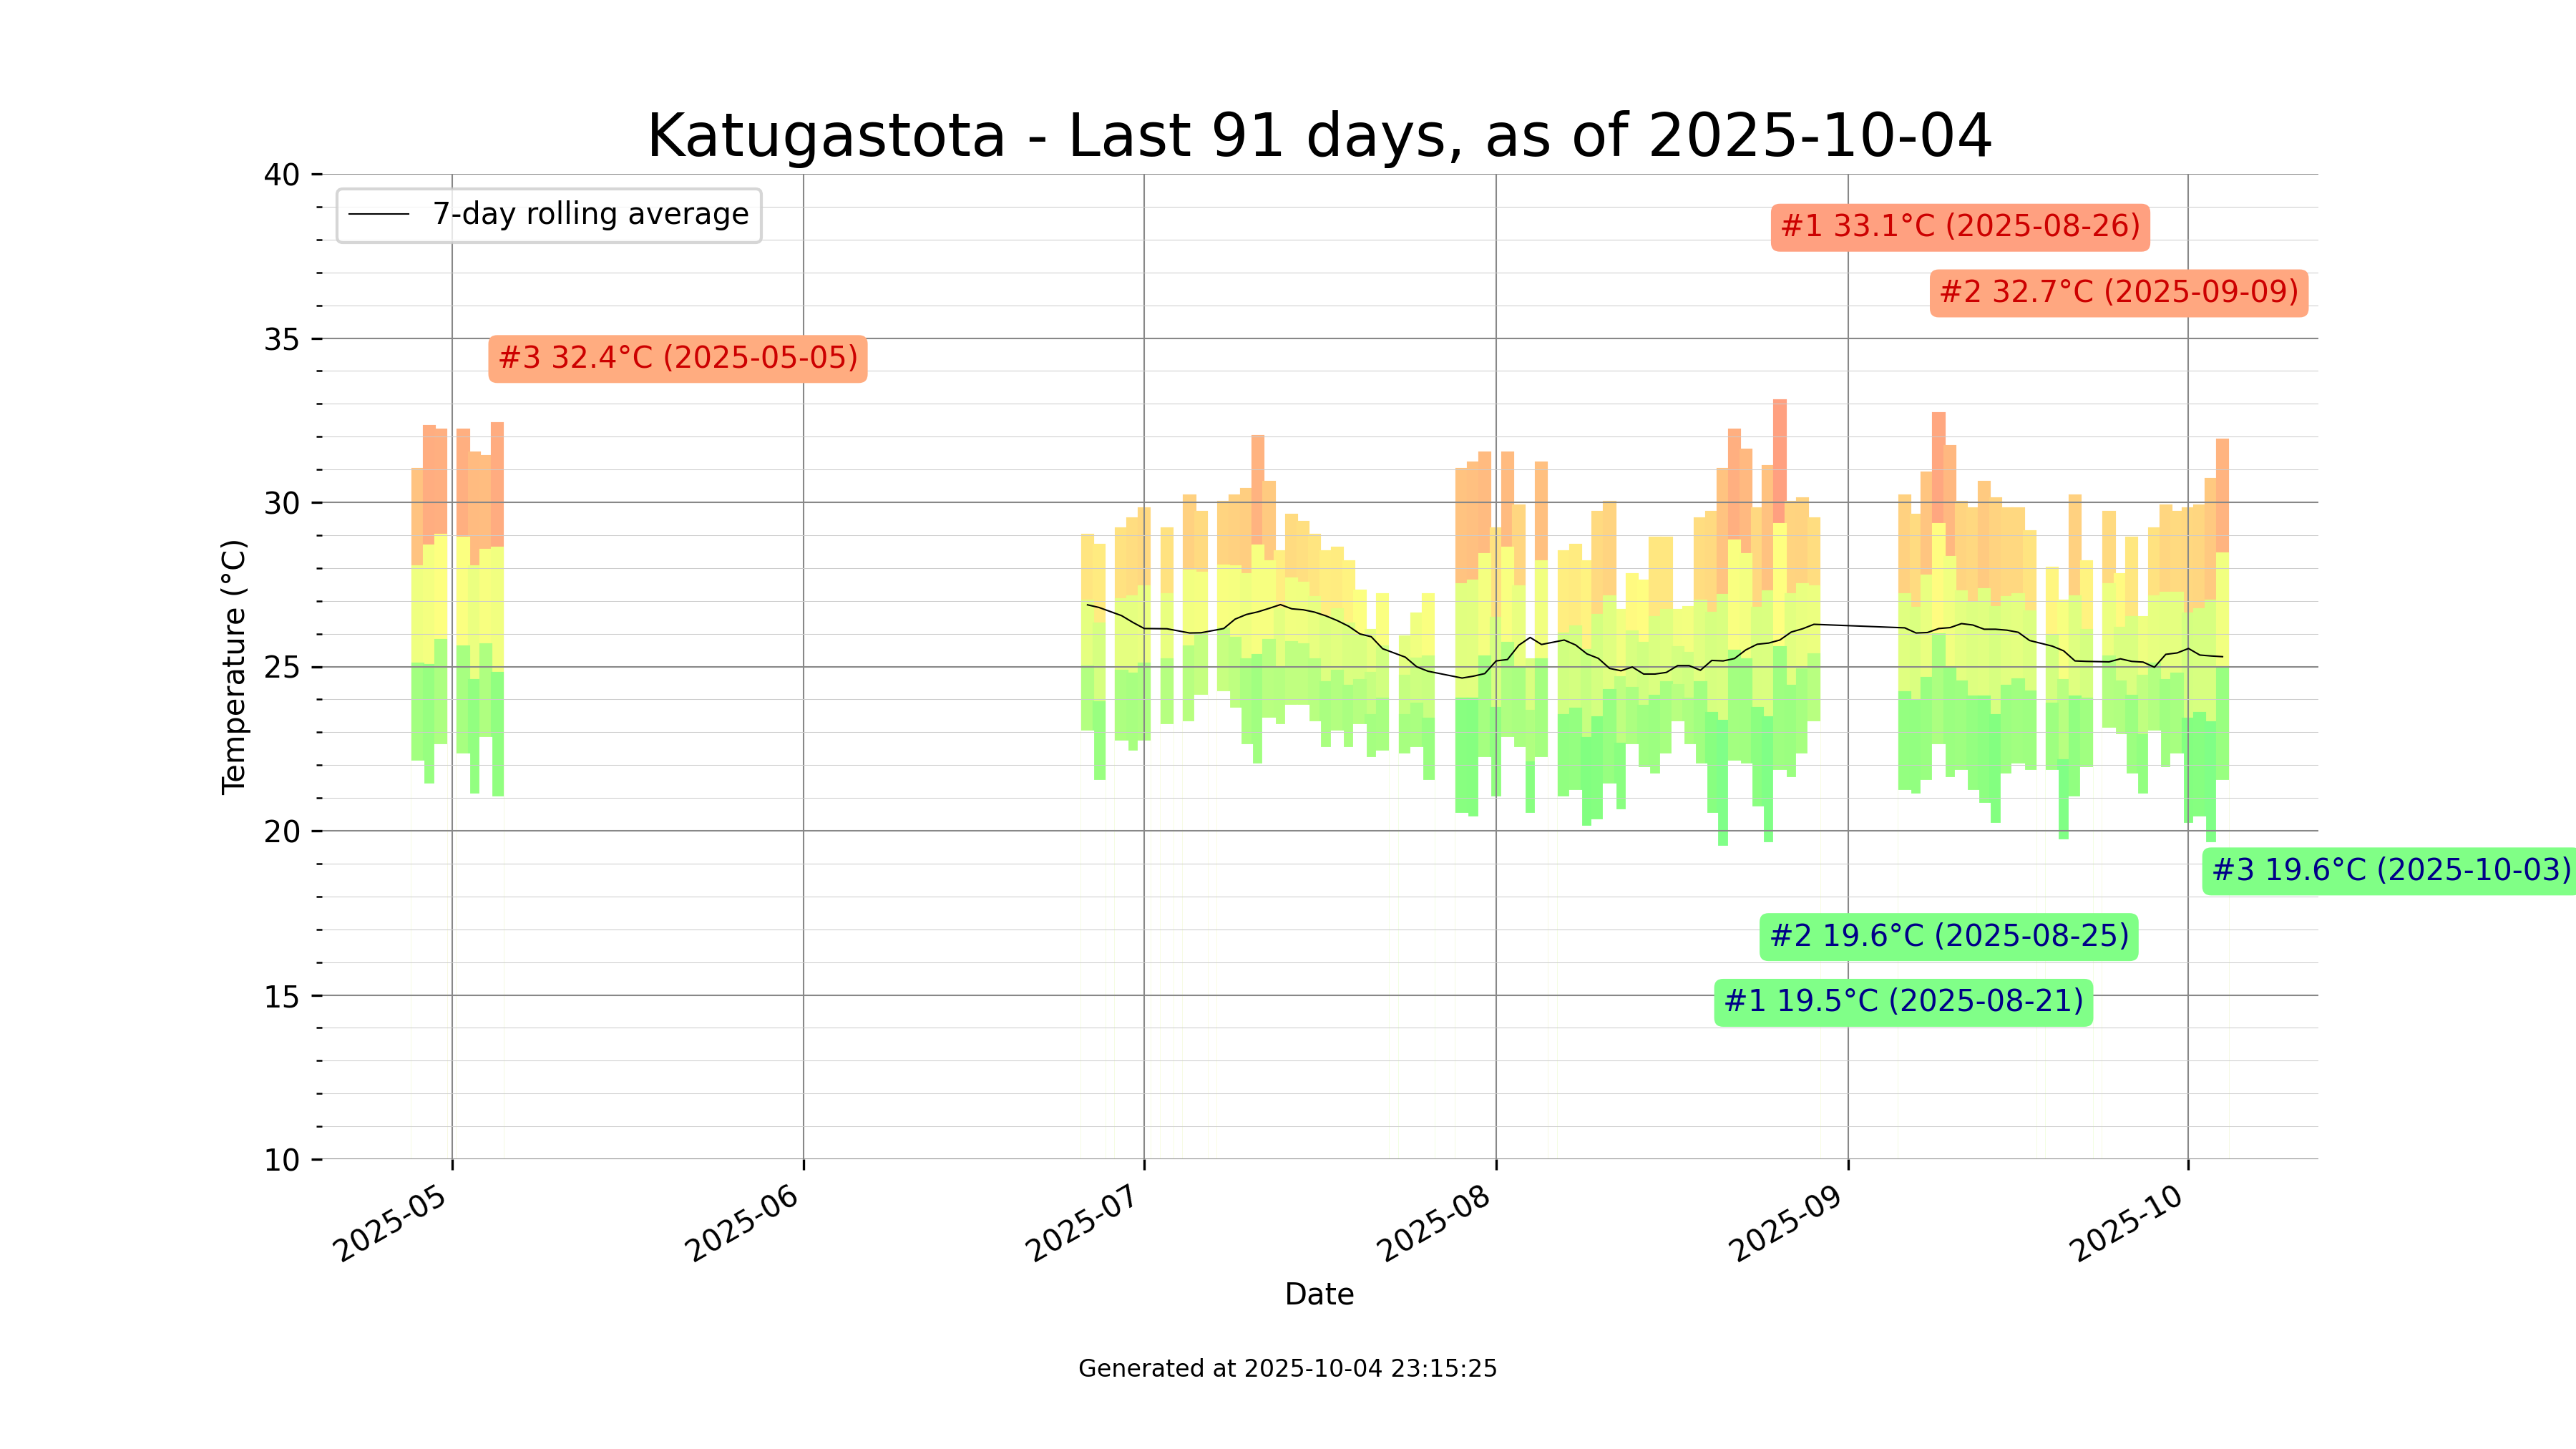 Katugastota - Last 91 days, as of 2025-10-04
40
35
30
25
20
15
10
Temperature (°C)
7-day rolling average
#1 33.1°C (2025-08-26)
#2 32.7°C (2025-09-09)
#3 32.4°C (2025-05-05)
#3 19.6°C (2025-10-03)
#2 19.6°C (2025-08-25)
#1 19.5°C (2025-08-21)
2025-05
2025-06
2025-07
2025-08
2025-09
2025-10
Date
Generated at 2025-10-04 23:15:25